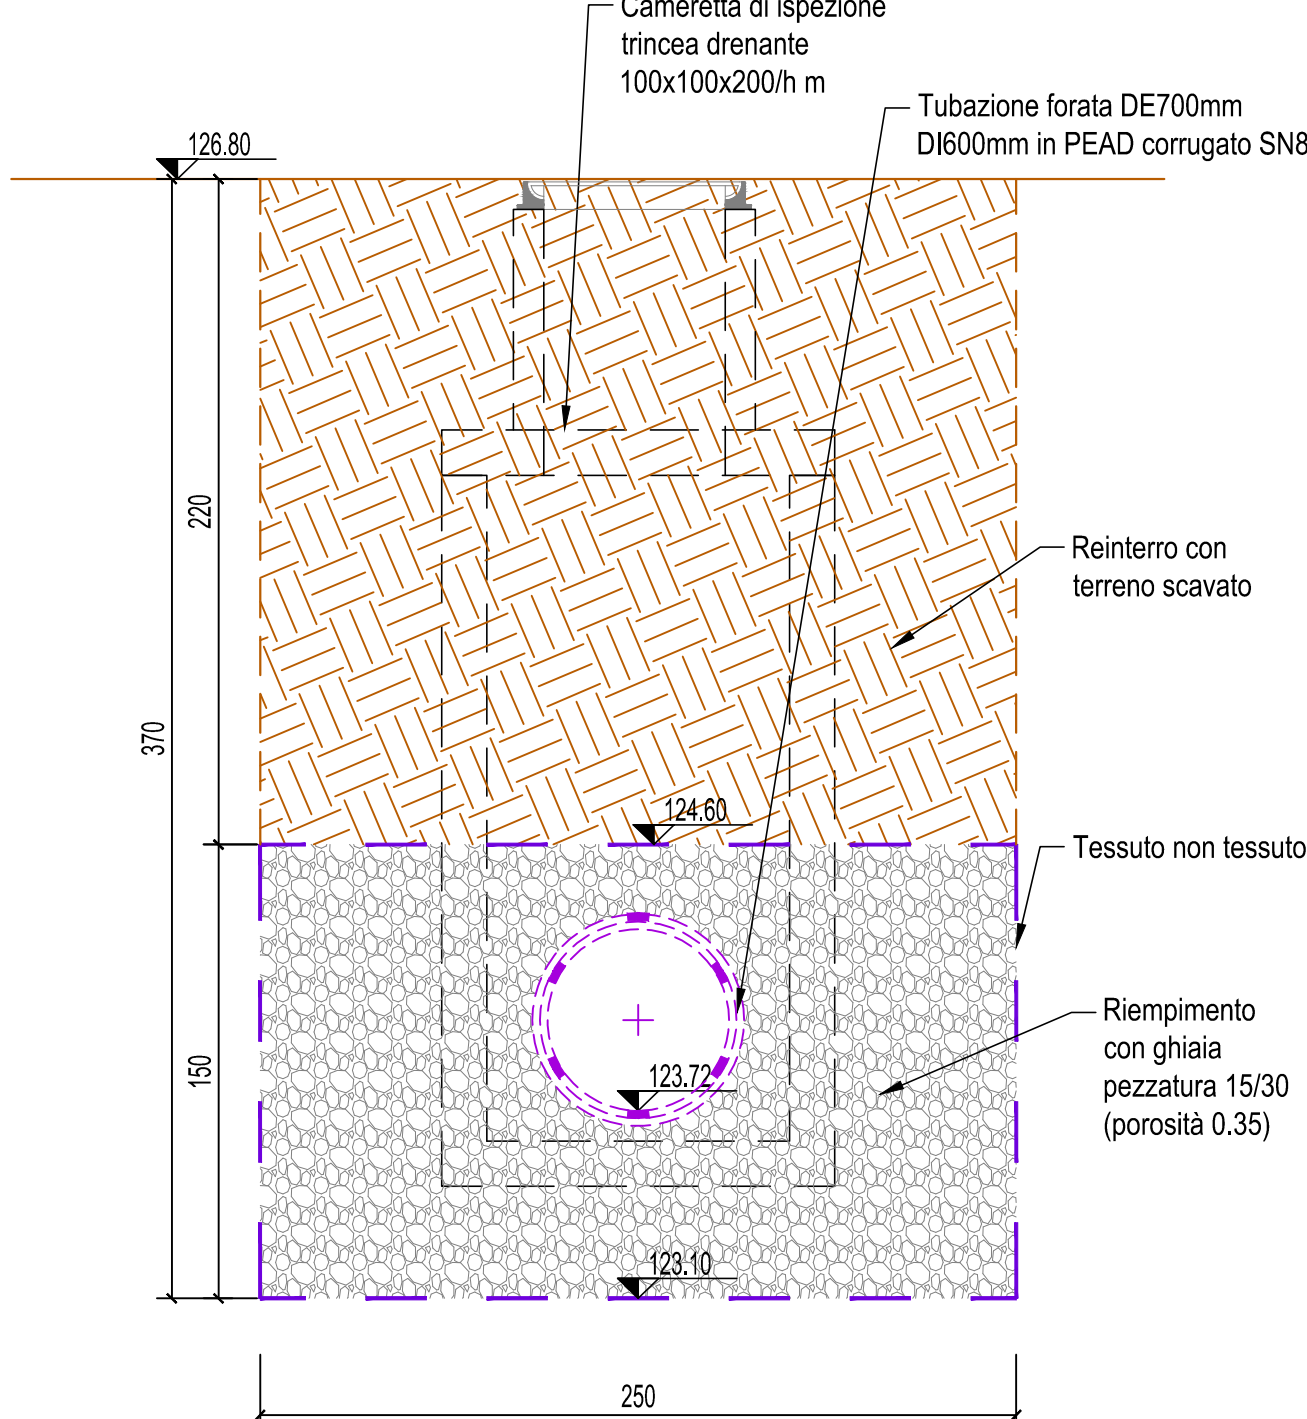 Cameretta di ispezione
trincea drenante
100x100x200/h m
Tubazione forata DE700mm
DI600mm in PEAD corrugato SN8
126.80
220
370
Reinterro con
terreno scavato
124.60
Tessuto non tessuto
150
123.72
Riempimento
con ghiaia
pezzatura 15/30
(porosità 0.35)
123.10
250